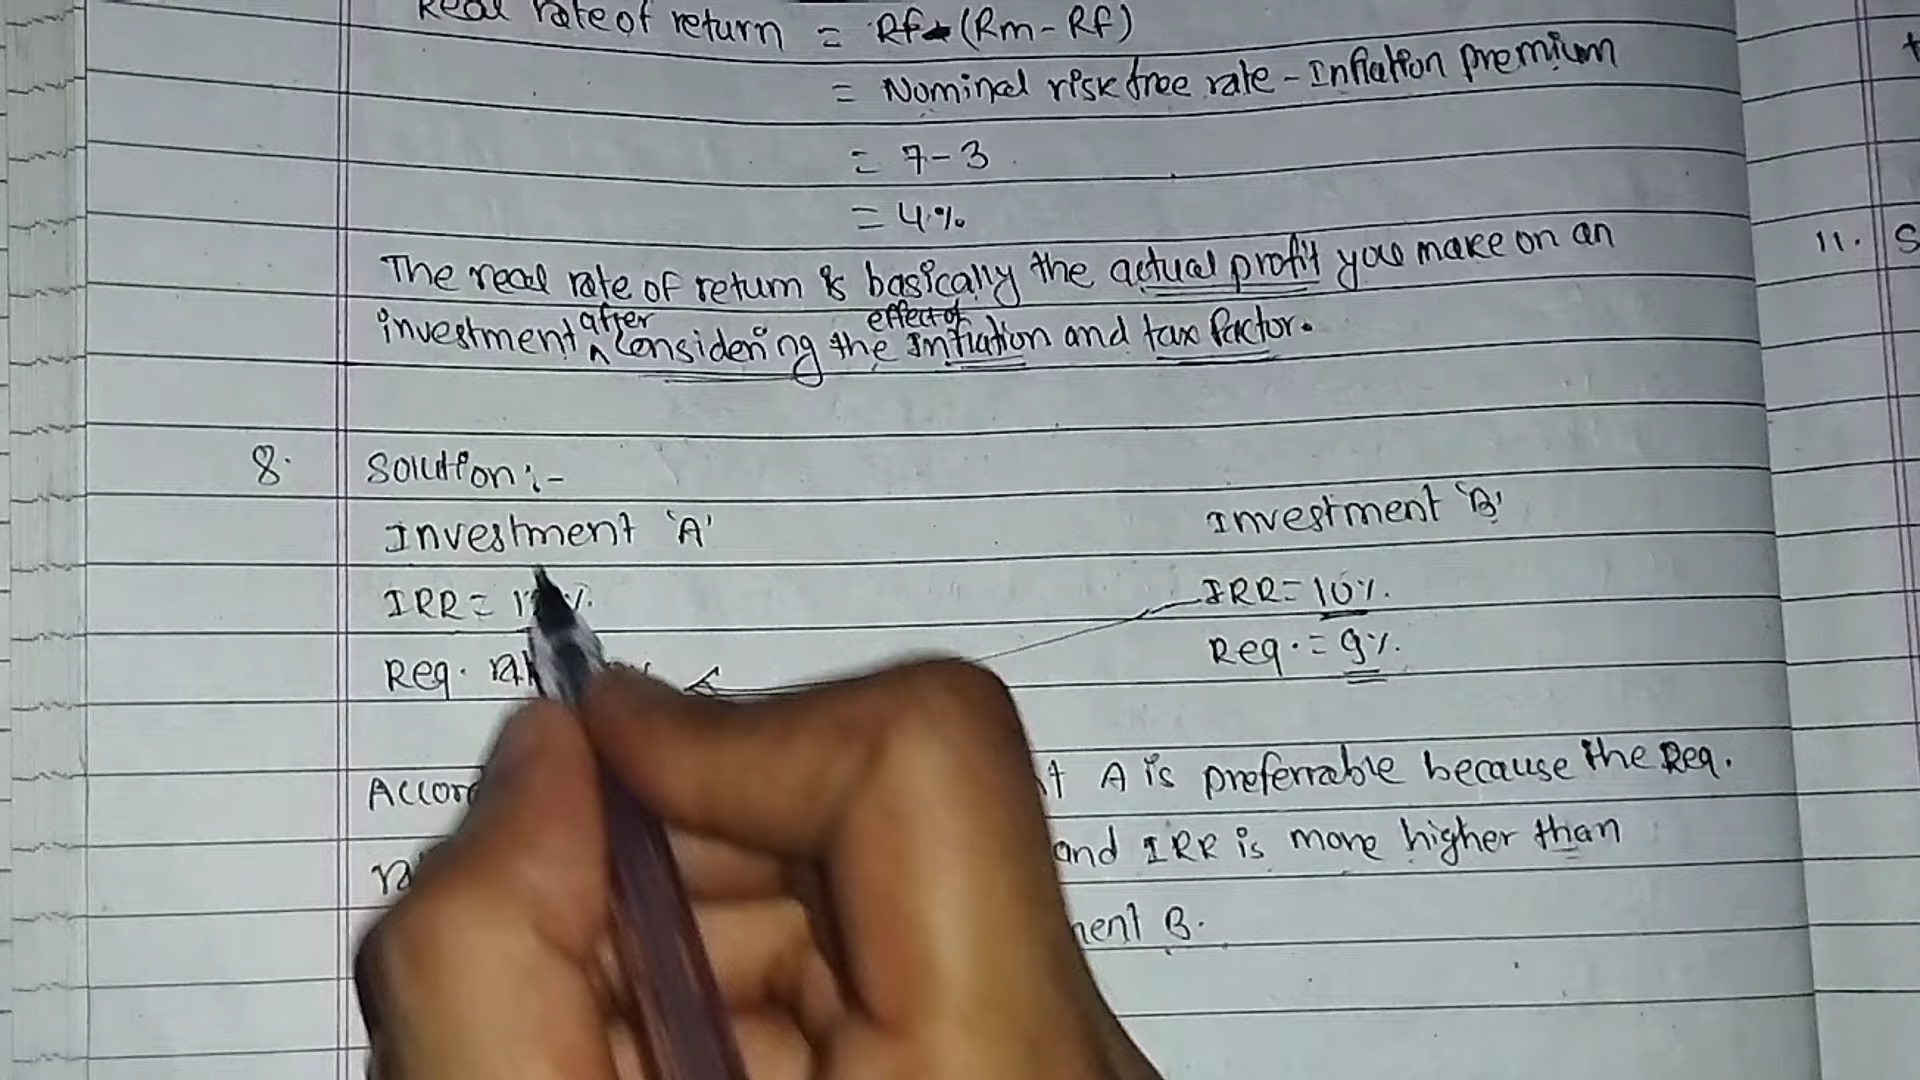 Real rate of return = Rf - (Rm - Rf)
= Nominal risk free rate - Inflation premium
= 7 - 3
= 4%
The real rate of return is basically the actual profit you make on an
investment after considering the effect of Inflation and tax factor.
8. Solution :-
Investment 'A'
Investment 'B'
IRR =
IRR = 10%.
Req.
Req. = 9%.
A is preferrable because the Req.
and IRR is more higher than
B.
11.